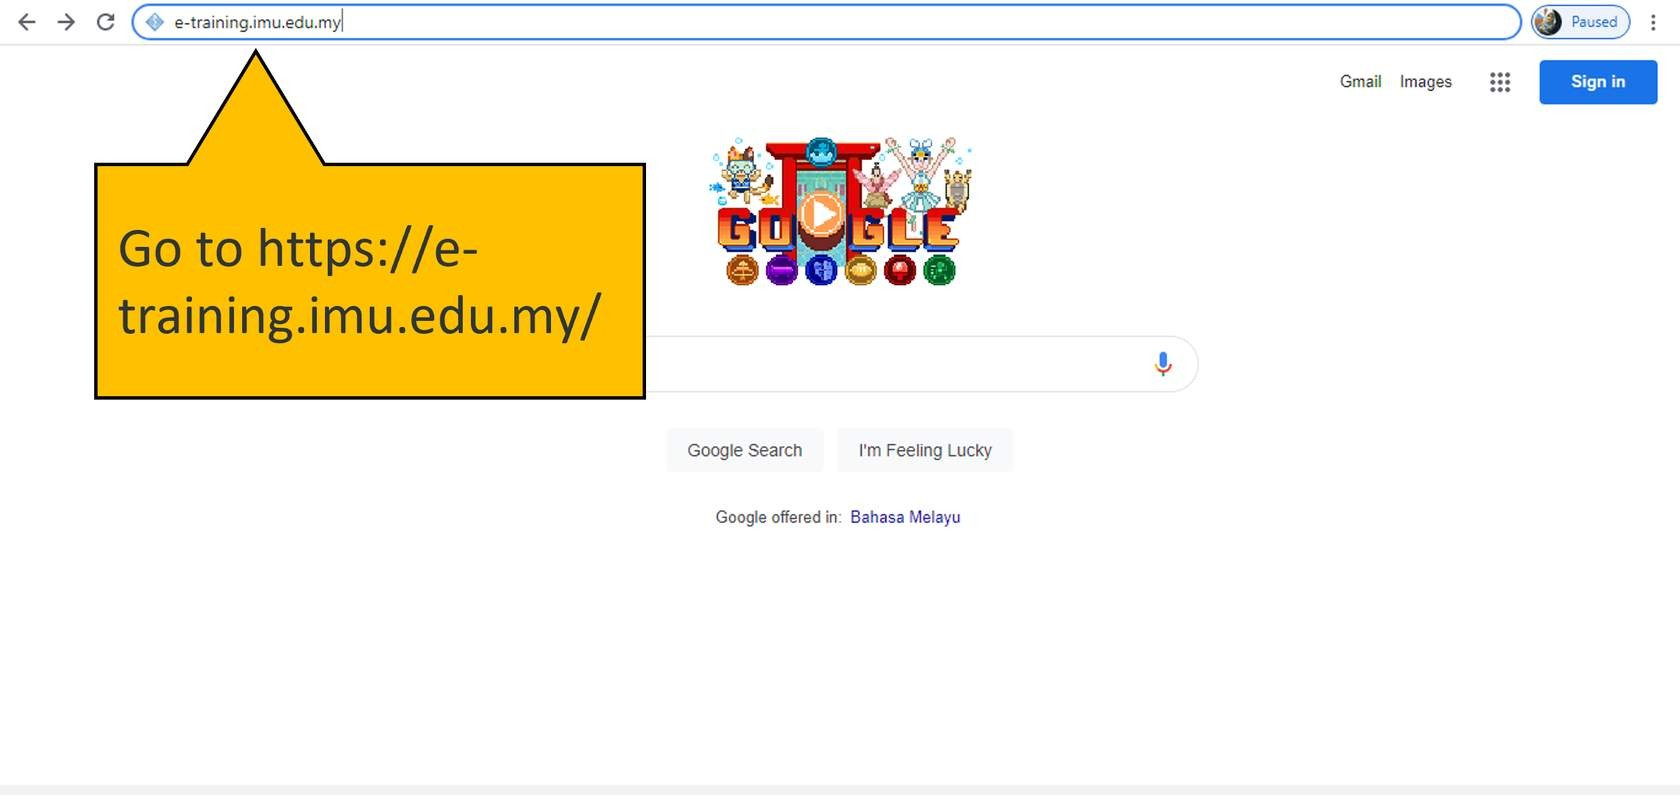 e-training.imu.edu.my
Paused
Gmail Images
Sign in
GOOGLE
Go to https://e-
training.imu.edu.my/
Google Search I'm Feeling Lucky
Google offered in: Bahasa Melayu